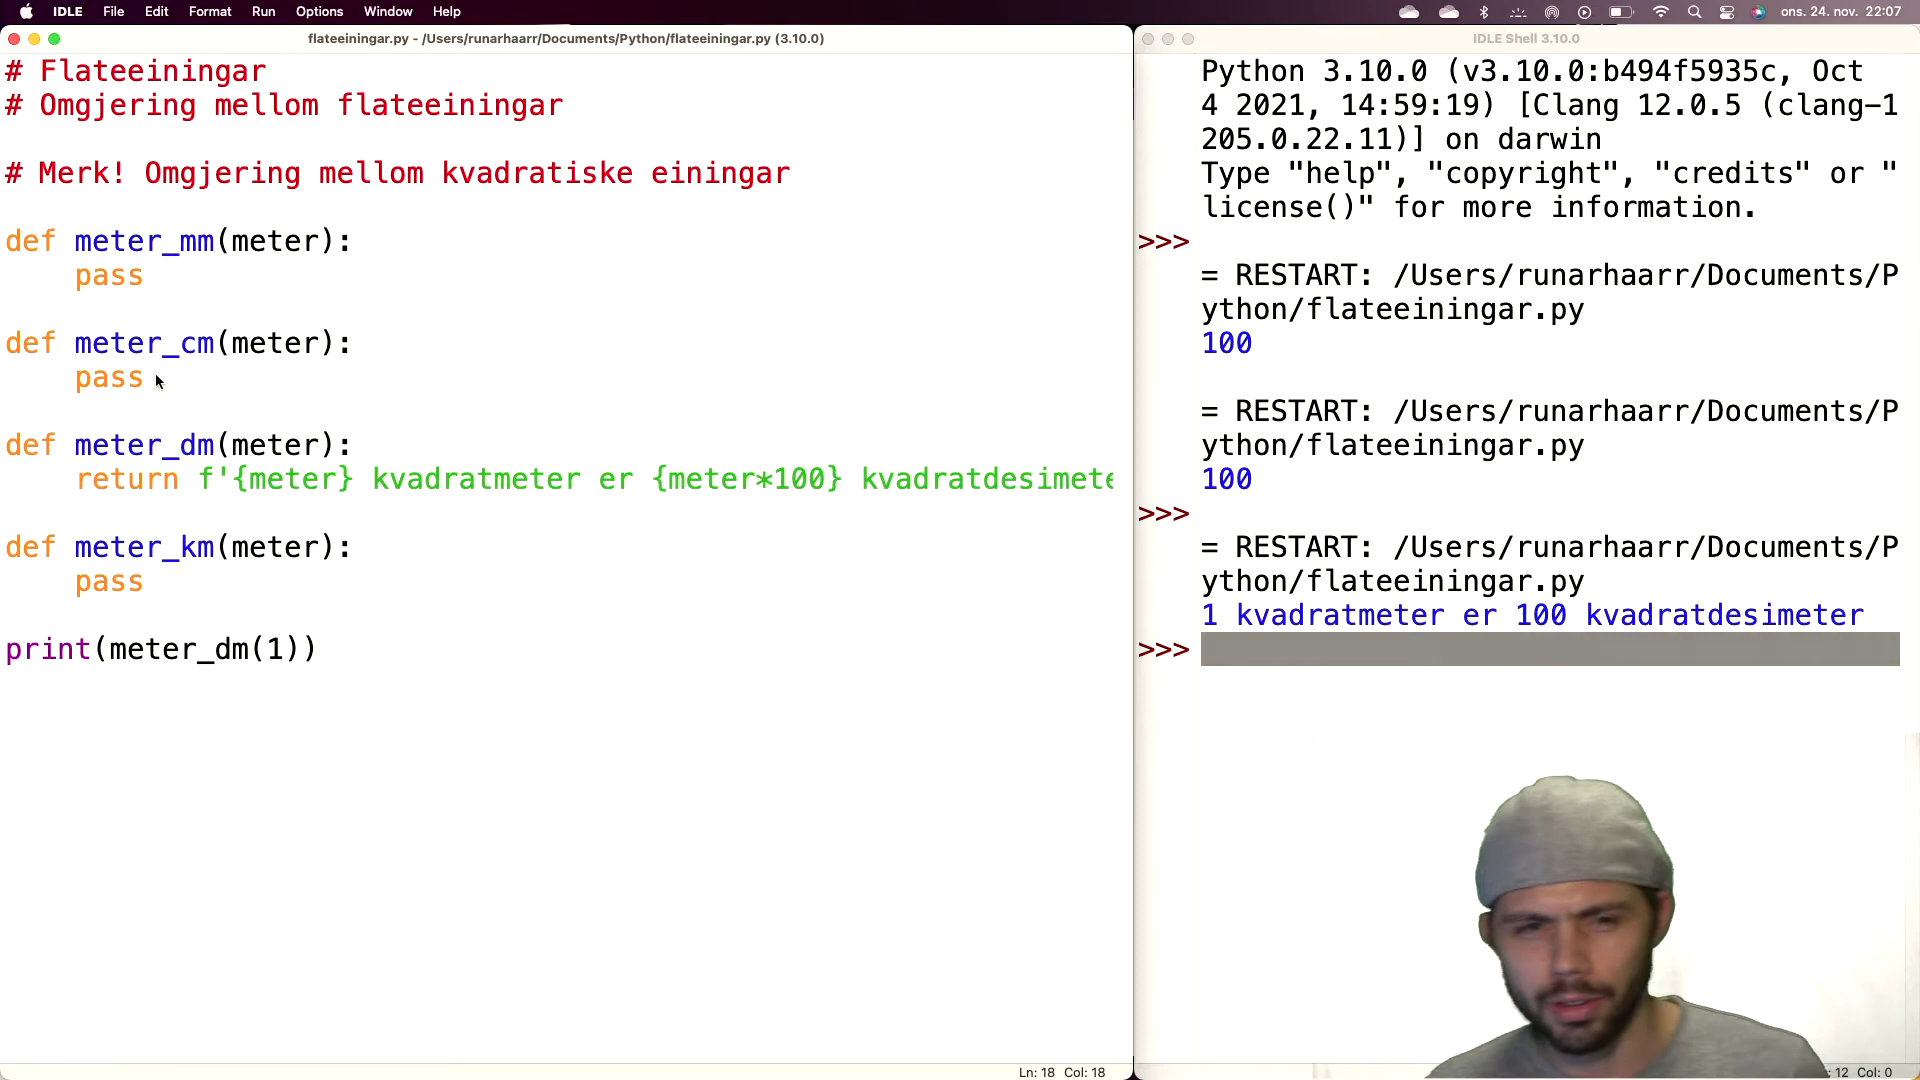 IDLE File Edit Format Run Options Window Help
ons. 24. nov. 22:07
flateeiningar.py - /Users/runarhaarr/Documents/Python/flateeiningar.py (3.10.0)
# Flateeiningar
# Omgjering mellom flateeiningar
# Merk! Omgjering mellom kvadratiske einingar
def meter_mm(meter):
pass
def meter_cm(meter):
pass
def meter_dm(meter):
return f'{meter} kvadratmeter er {meter*100} kvadratdesimete
def meter_km(meter):
pass
print(meter_dm(1))
Ln: 18 Col: 18
IDLE Shell 3.10.0
Python 3.10.0 (v3.10.0:b494f5935c, Oct
4 2021, 14:59:19) [Clang 12.0.5 (clang-1
205.0.22.11)] on darwin
Type "help", "copyright", "credits" or "
license()" for more information.
>>>
= RESTART: /Users/runarhaarr/Documents/P
ython/flateeiningar.py
100
= RESTART: /Users/runarhaarr/Documents/P
ython/flateeiningar.py
100
>>>
= RESTART: /Users/runarhaarr/Documents/P
ython/flateeiningar.py
1 kvadratmeter er 100 kvadratdesimeter
>>>
12 Col: 0